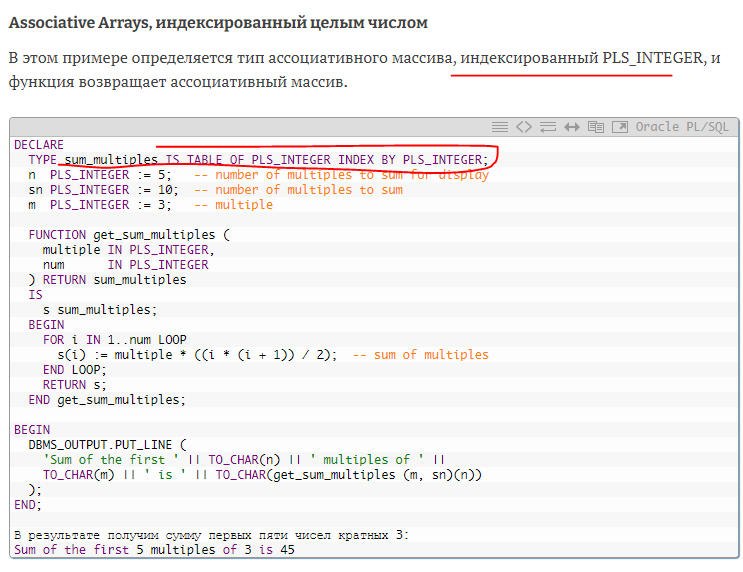 Associative Arrays, индексированный целым числом
В этом примере определяется тип ассоциативного массива, индексированный PLS_INTEGER, и
функция возвращает ассоциативный массив.
Oracle PL/SQL
DECLARE
  TYPE sum_multiples IS TABLE OF PLS_INTEGER INDEX BY PLS_INTEGER;
  n  PLS_INTEGER := 5;   -- number of multiples to sum for display
  sn PLS_INTEGER := 10;  -- number of multiples to sum
  m  PLS_INTEGER := 3;   -- multiple
  FUNCTION get_sum_multiples (
    multiple IN PLS_INTEGER,
    num      IN PLS_INTEGER
  ) RETURN sum_multiples
  IS
    s sum_multiples;
  BEGIN
    FOR i IN 1..num LOOP
      s(i) := multiple * ((i * (i + 1)) / 2);  -- sum of multiples
    END LOOP;
    RETURN s;
  END get_sum_multiples;
BEGIN
  DBMS_OUTPUT.PUT_LINE (
    'Sum of the first ' || TO_CHAR(n) || ' multiples of ' ||
    TO_CHAR(m) || ' is ' || TO_CHAR(get_sum_multiples (m, sn)(n))
  );
END;
В результате получим сумму первых пяти чисел кратных 3:
Sum of the first 5 multiples of 3 is 45